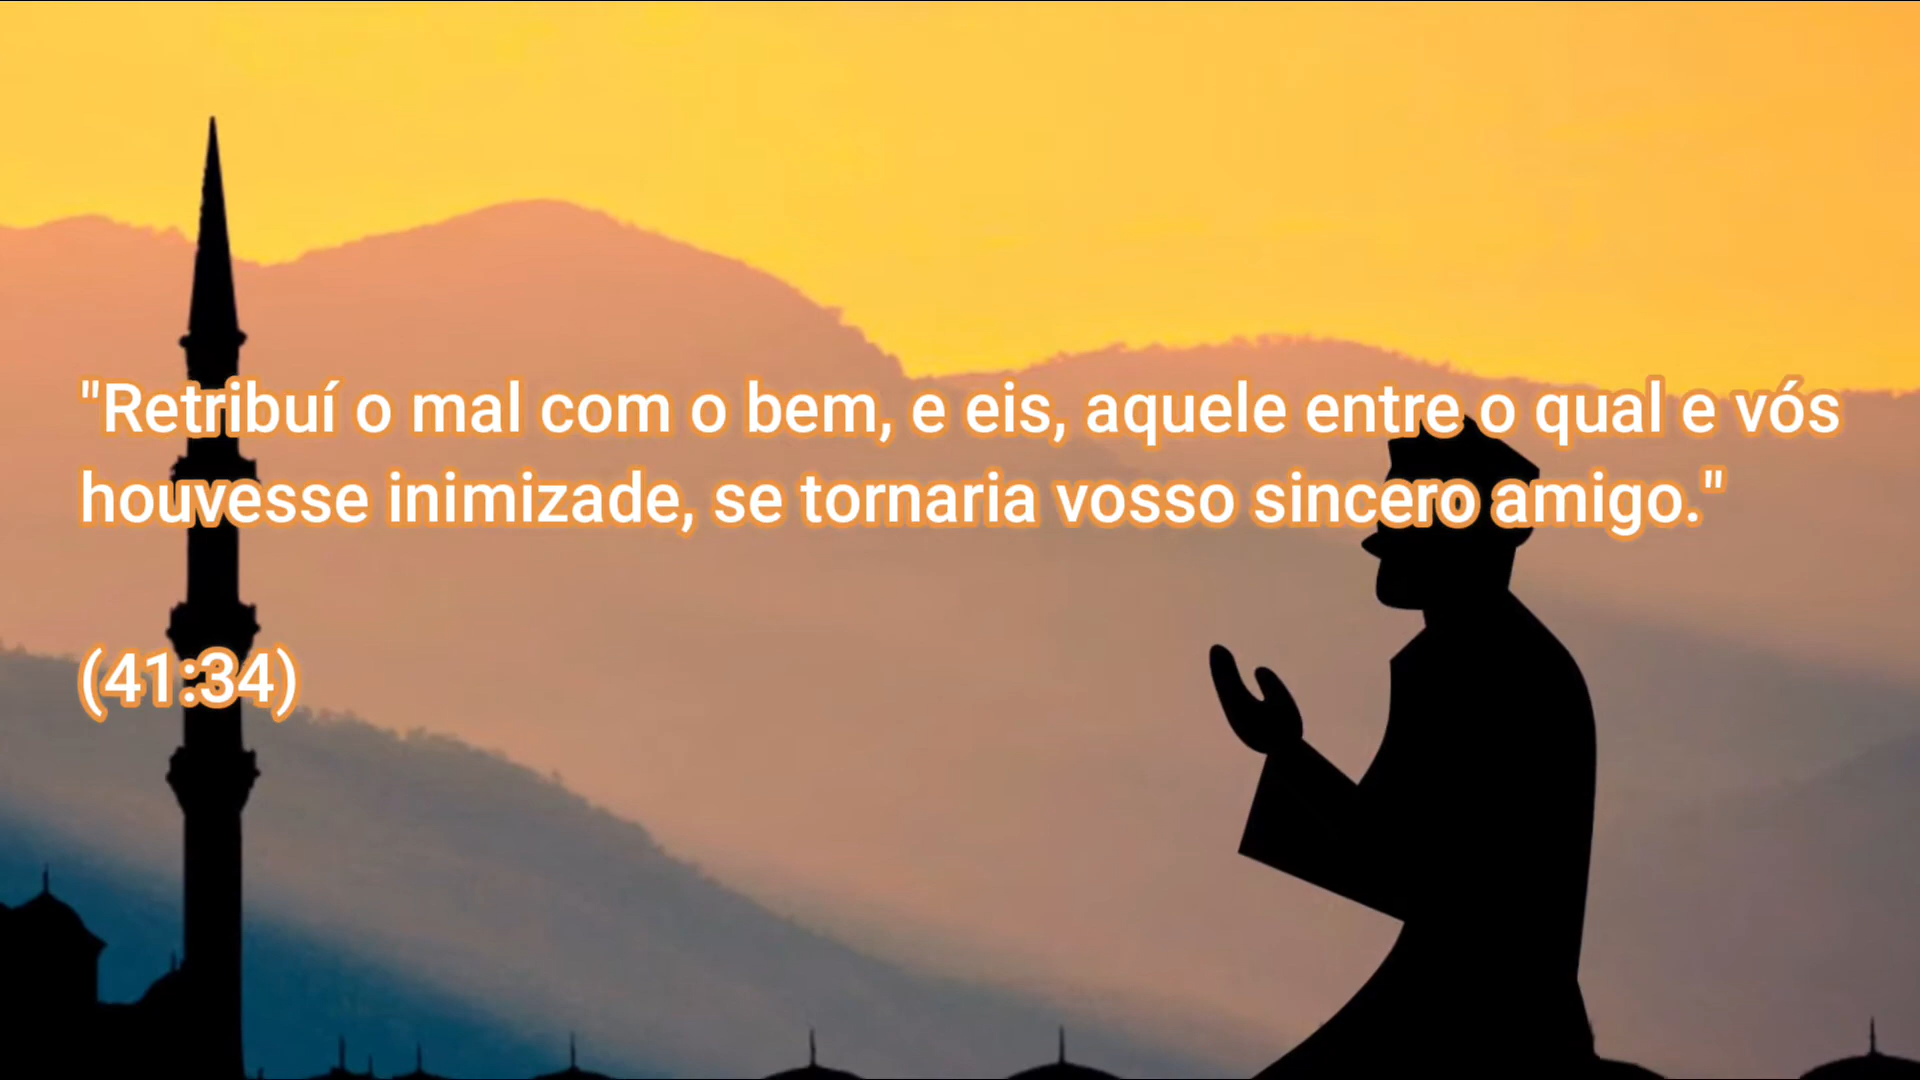 "Retribuí o mal com o bem, e eis, aquele entre o qual e vós
houvesse inimizade, se tornaria vosso sincero amigo."
(41:34)